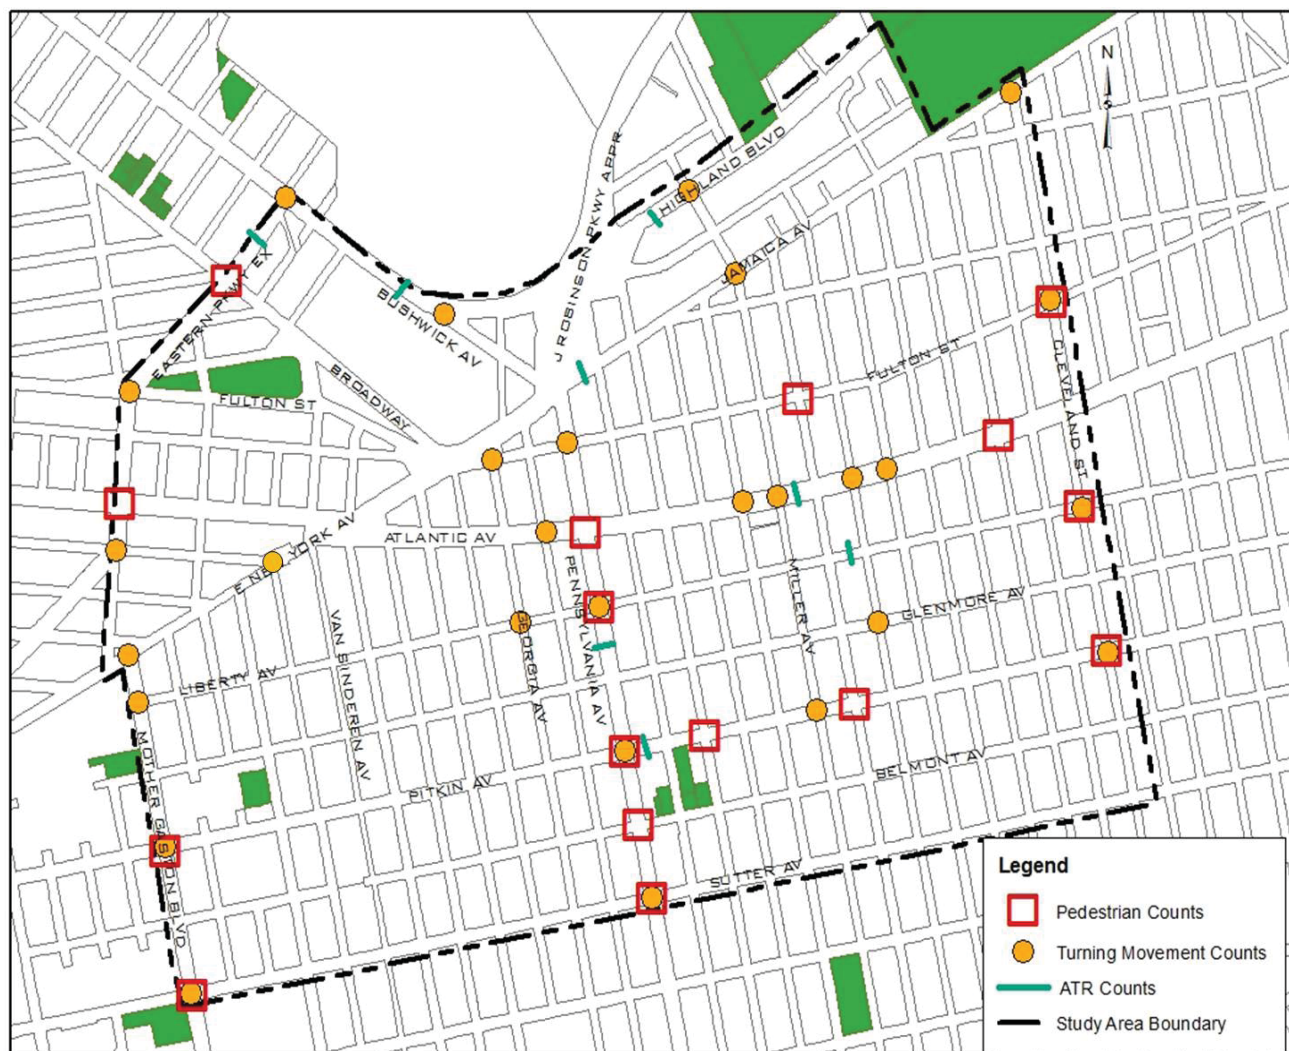 N
HIGHLAND BLVD
J ROBINSON PKWY APPR
JAMAICA AV
EASTERN PKWY EX
BUSHWICK AV
BROADWAY
FULTON ST
FULTON ST
CLEVELAND ST
E NEW YORK AV
ATLANTIC AV
PENNSYLVANIA AV
MILLER AV
GLENMORE AV
GEORGIA AV
VAN SINDEREN AV
LIBERTY AV
MOTHER GASTON BLVD
PITKIN AV
BELMONT AV
SUTTER AV
Legend
Pedestrian Counts
Turning Movement Counts
ATR Counts
Study Area Boundary